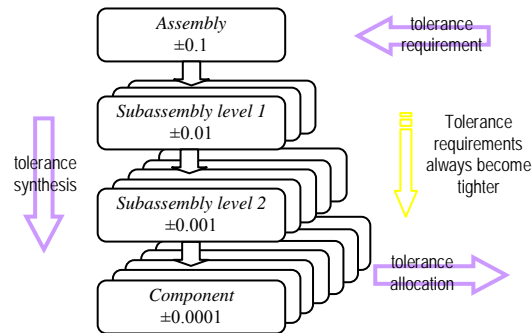 Assembly
±0.1
tolerance
requirement
Subassembly level 1
±0.01
tolerance
synthesis
Tolerance
requirements
always become
tighter
Subassembly level 2
±0.001
tolerance
allocation
Component
±0.0001